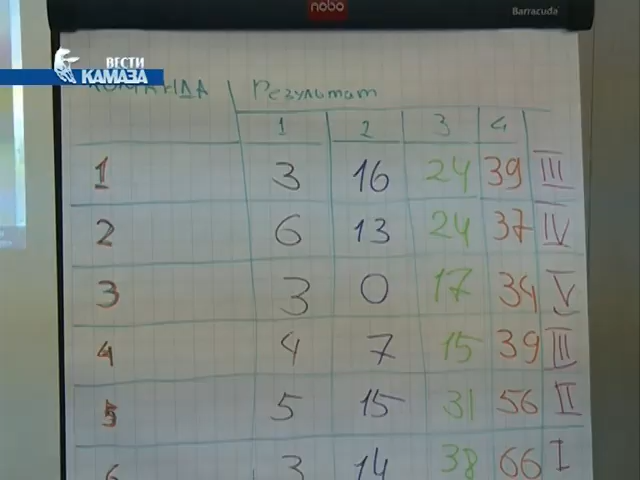 nobo
Barracuda
ВЕСТИ
КАМАЗА
КОМАНДА Результат
1 2 3 4
1 3 16 24 39 III
2 6 13 24 37 IV
3 3 0 17 34 V
4 4 7 15 39 III
5 5 15 31 56 II
6 3 14 38 66 I